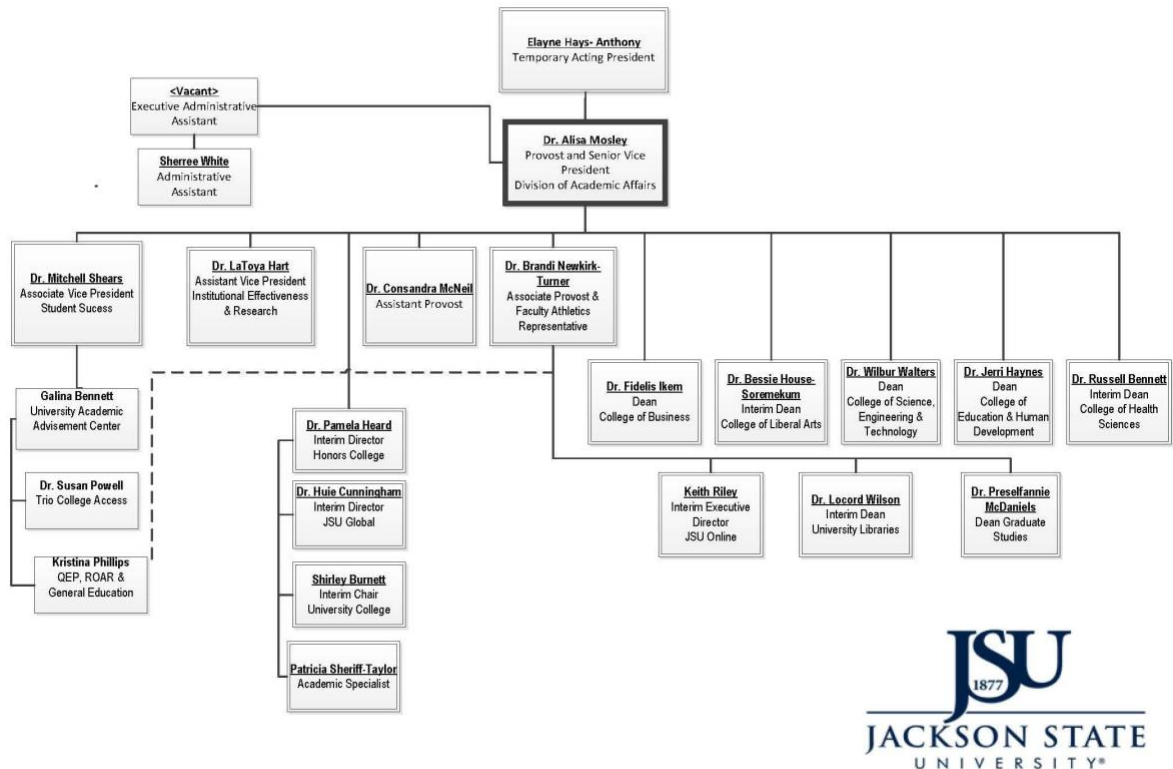 Elayne Hays- Anthony
Temporary Acting President
<Vacant>
Executive Administrative
Assistant
Dr. Alisa Mosley
Provost and Senior Vice
President
Division of Academic Affairs
Sherree White
Administrative
Assistant
Dr. Mitchell Shears
Associate Vice President
Student Sucess
Dr. LaToya Hart
Assistant Vice President
Institutional Effectiveness
& Research
Dr. Consandra McNeil
Assistant Provost
Dr. Brandi Newkirk-
Turner
Associate Provost &
Faculty Athletics
Representative
Dr. Fidelis Ikem
Dean
College of Business
Dr. Bessie House-
Soremekum
Interim Dean
College of Liberal Arts
Dr. Wilbur Walters
Dean
College of Science,
Engineering &
Technology
Dr. Jerri Haynes
Dean
College of
Education & Human
Development
Dr. Russell Bennett
Interim Dean
College of Health
Sciences
Galina Bennett
University Academic
Advisement Center
Dr. Susan Powell
Trio College Access
Kristina Phillips
QEP, ROAR &
General Education
Dr. Pamela Heard
Interim Director
Honors College
Dr. Huie Cunningham
Interim Director
JSU Global
Shirley Burnett
Interim Chair
University College
Patricia Sheriff-Taylor
Academic Specialist
Keith Riley
Interim Executive
Director
JSU Online
Dr. Locord Wilson
Interim Dean
University Libraries
Dr. Preselfannie
McDaniels
Dean Graduate
Studies
JSU
1877
JACKSON STATE
UNIVERSITY®